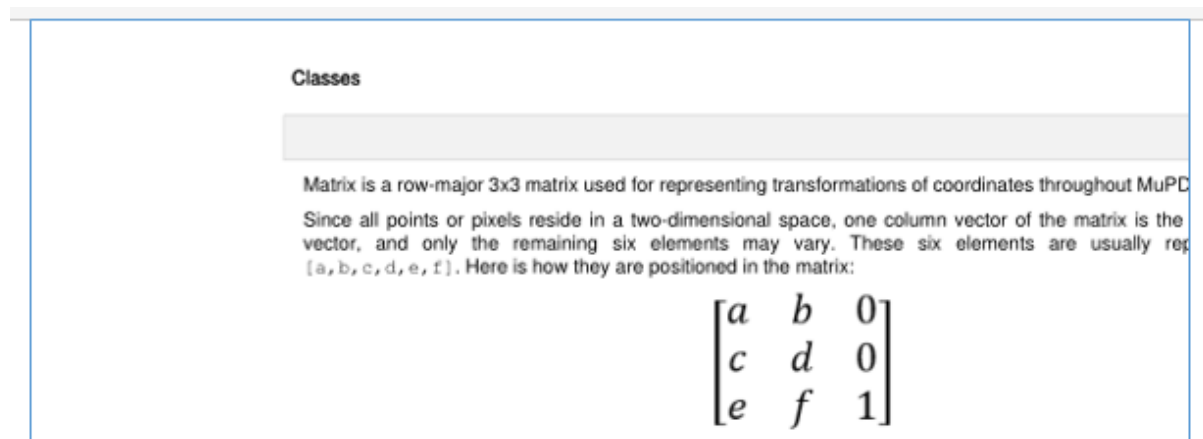 Classes
Matrix is a row-major 3x3 matrix used for representing transformations of coordinates throughout
Since all points or pixels reside in a two-dimensional space, one column vector of the matrix is the
vector, and only the remaining six elements may vary. These six elements are usually
[a,b,c,d,e,f]. Here is how they are positioned in the matrix:
a b 0
c d 0
e f 1